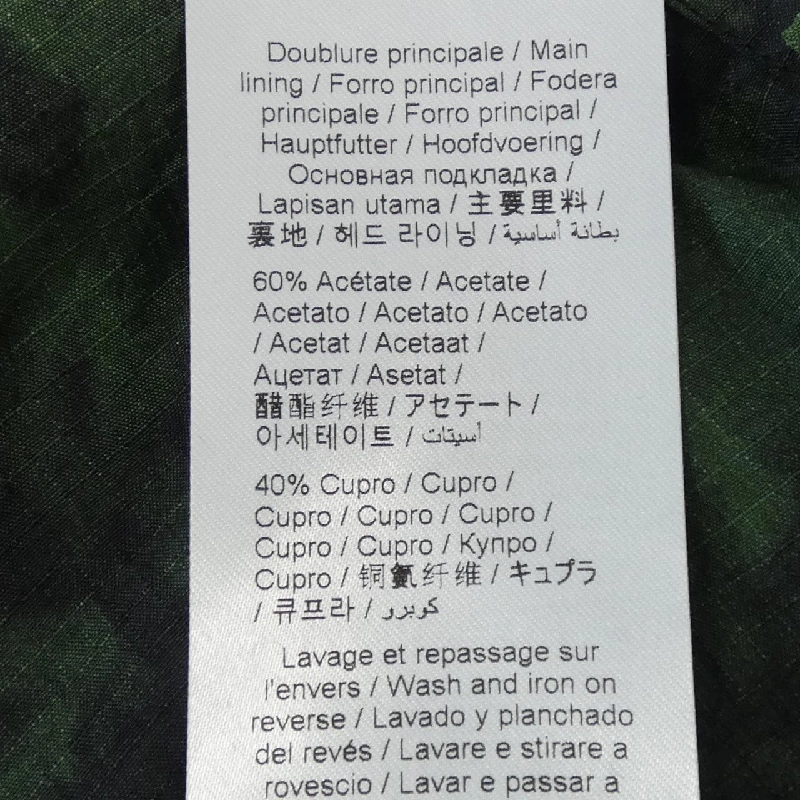 Doublure principale / Main
lining / Forro principal / Fodera
principale / Forro principal /
Hauptfutter / Hoofdvoering /
Основная подкладка /
Lapisan utama / 主要里料 /
裏地 / 헤드 라이닝 / بطانة أساسية
60% Acétate / Acetate /
Acetato / Acetato / Acetato
/ Acetat / Acetaat /
Ацетат / Asetat /
醋酯纤维 / アセテート /
아세테이트 / أسيتات
40% Cupro / Cupro /
Cupro / Cupro / Cupro /
Cupro / Cupro / Купро /
Cupro / 铜氨纤维 / キュプラ
/ 큐프라 / كوبرو
Lavage et repassage sur
l'envers / Wash and iron on
reverse / Lavado y planchado
del revés / Lavare e stirare a
rovescio / Lavar e passar a